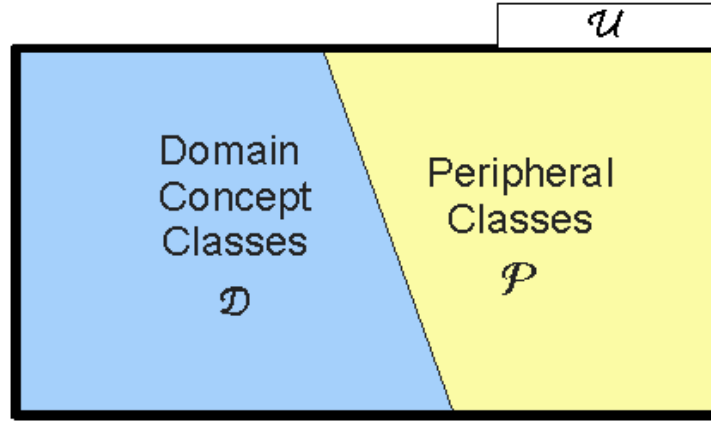 𝒰
Domain
Concept
Classes
𝒟
Peripheral
Classes
𝒫